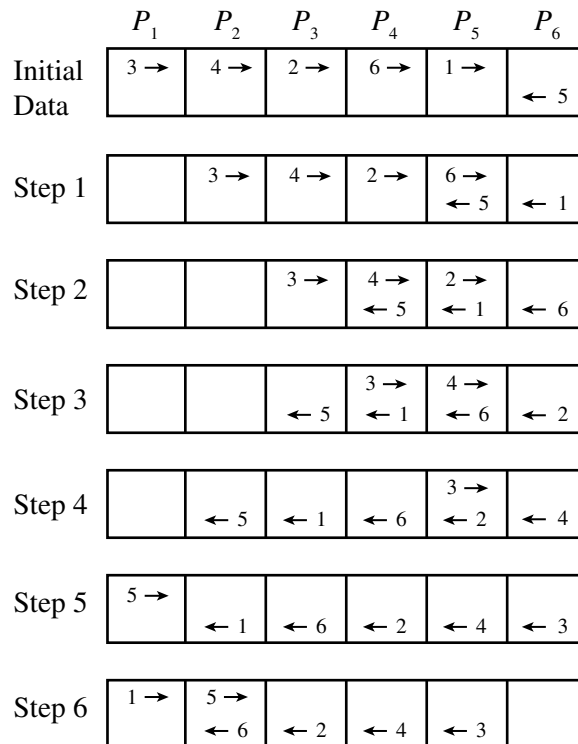 P1 P2 P3 P4 P5 P6
Initial Data 3 → 4 → 2 → 6 → 1 →
← 5
Step 1 3 → 4 → 2 → 6 →
← 5 ← 1
Step 2 3 → 4 → 2 →
← 5 ← 1 ← 6
Step 3 3 → 4 →
← 5 ← 1 ← 6 ← 2
Step 4 3 →
← 5 ← 1 ← 6 ← 2 ← 4
Step 5 5 →
← 1 ← 6 ← 2 ← 4 ← 3
Step 6 1 → 5 →
← 6 ← 2 ← 4 ← 3